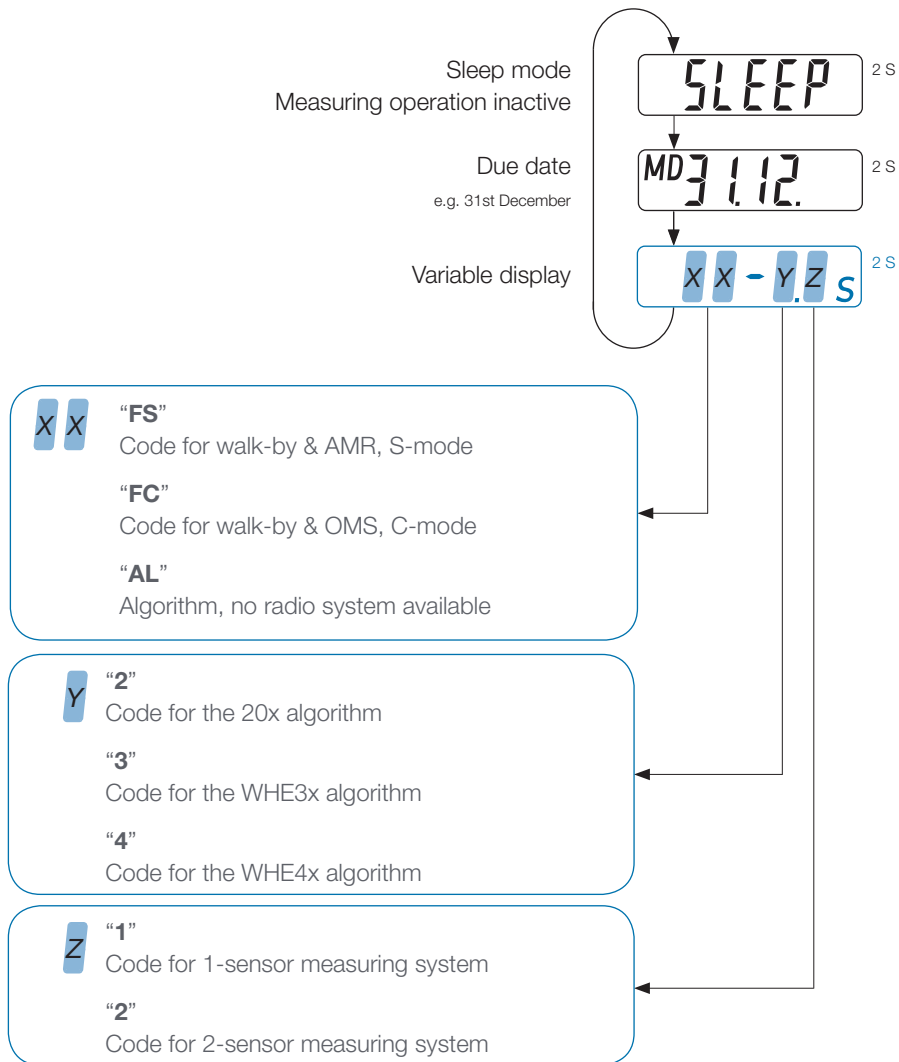 Sleep mode
Measuring operation inactive
SLEEP
2 S
Due date
e.g. 31st December
MD 31.12.
2 S
Variable display
X X - Y.Z S
2 S
X X
“FS”
Code for walk-by & AMR, S-mode
“FC”
Code for walk-by & OMS, C-mode
“AL”
Algorithm, no radio system available
Y
“2”
Code for the 20x algorithm
“3”
Code for the WHE3x algorithm
“4”
Code for the WHE4x algorithm
Z
“1”
Code for 1-sensor measuring system
“2”
Code for 2-sensor measuring system